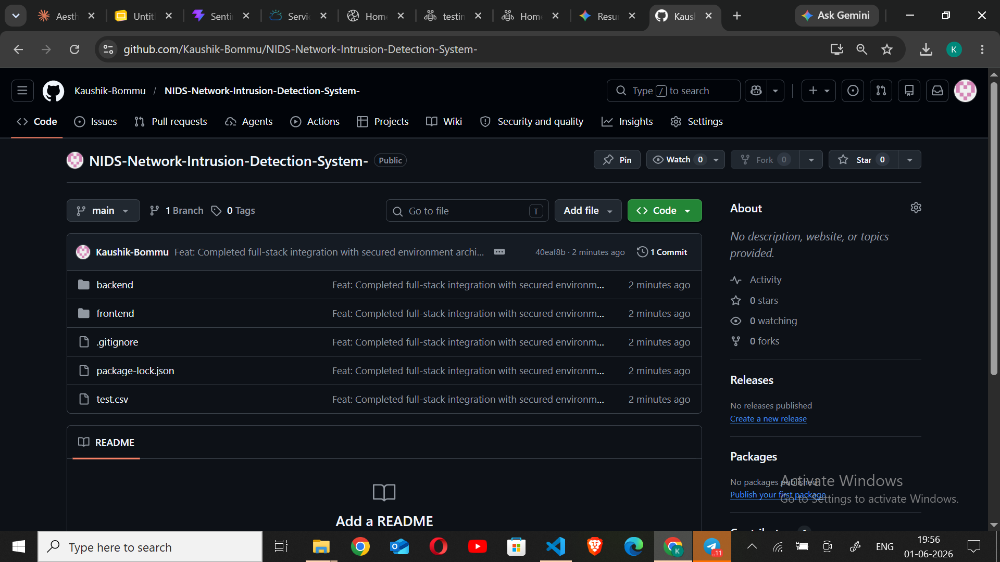 Aesth
Untitl
Senti
Servic
Home
testin
Home
Resu
Kaush
Ask Gemini
github.com/Kaushik-Bommu/NIDS-Network-Intrusion-Detection-System-
K
Kaushik-Bommu / NIDS-Network-Intrusion-Detection-System-
Type / to search
Code
Issues
Pull requests
Agents
Actions
Projects
Wiki
Security and quality
Insights
Settings
NIDS-Network-Intrusion-Detection-System- Public
Pin
Watch 0
Fork 0
Star 0
main
1 Branch
0 Tags
Go to file T
Add file
Code
Kaushik-Bommu Feat: Completed full-stack integration with secured environment archi... 40eaf8b · 2 minutes ago 1 Commit
backend Feat: Completed full-stack integration with secured environm... 2 minutes ago
frontend Feat: Completed full-stack integration with secured environm... 2 minutes ago
.gitignore Feat: Completed full-stack integration with secured environm... 2 minutes ago
package-lock.json Feat: Completed full-stack integration with secured environm... 2 minutes ago
test.csv Feat: Completed full-stack integration with secured environm... 2 minutes ago
README
Add a README
About
No description, website, or topics
provided.
Activity
0 stars
0 watching
0 forks
Releases
No releases published
Create a new release
Packages
No packages published
Publish your first package
Activate Windows
Go to Settings to activate Windows.
Type here to search
K
..11
ENG
19:56
01-06-2026